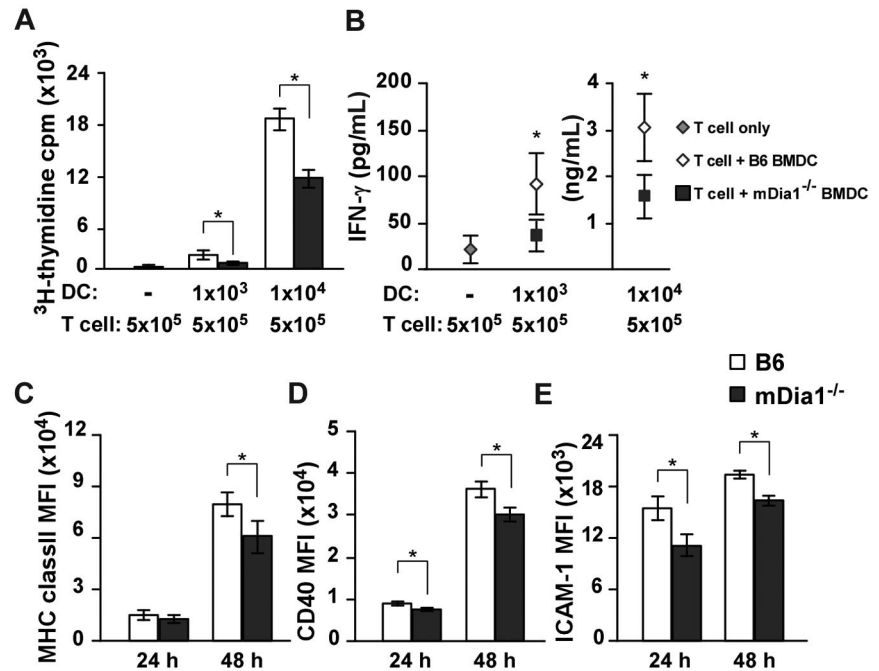 A
³H-thymidine cpm (x10³)
24
18
12
6
0
*
*
DC: - 1x10³ 1x10⁴
T cell: 5x10⁵ 5x10⁵ 5x10⁵
B
IFN-γ (pg/mL)
200
150
100
50
0
*
(ng/mL)
4
3
2
1
*
- 1x10³ 1x10⁴
5x10⁵ 5x10⁵ 5x10⁵
T cell only
T cell + B6 BMDC
T cell + mDia1⁻/⁻ BMDC
B6
mDia1⁻/⁻
C
MHC classII MFI (x10⁴)
12
9
6
3
0
*
24 h 48 h
D
CD40 MFI (x10⁴)
5
4
3
2
1
0
*
*
24 h 48 h
E
ICAM-1 MFI (x10³)
24
18
12
6
0
*
*
24 h 48 h